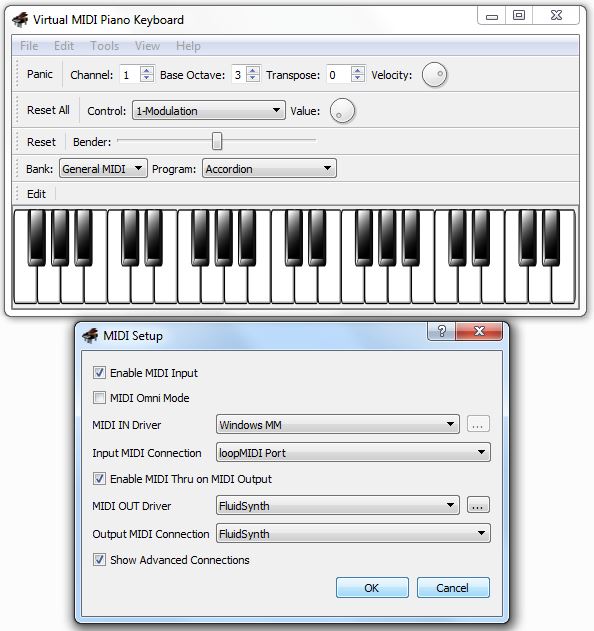 Virtual MIDI Piano Keyboard
File Edit Tools View Help
Panic Channel: 1 Base Octave: 3 Transpose: 0 Velocity:
Reset All Control: 1-Modulation Value:
Reset Bender:
Bank: General MIDI Program: Accordion
Edit
MIDI Setup ?
Enable MIDI Input
MIDI Omni Mode
MIDI IN Driver Windows MM ...
Input MIDI Connection loopMIDI Port
Enable MIDI Thru on MIDI Output
MIDI OUT Driver FluidSynth ...
Output MIDI Connection FluidSynth
Show Advanced Connections
OK Cancel